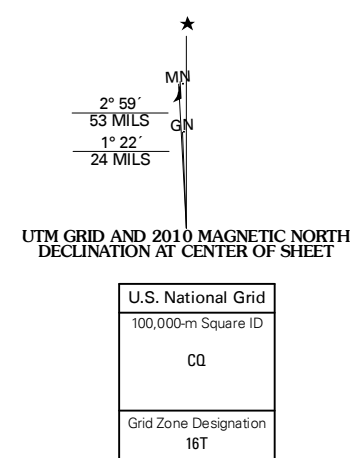 MN
2° 59´
53 MILS
GN
1° 22´
24 MILS
UTM GRID AND 2010 MAGNETIC NORTH
DECLINATION AT CENTER OF SHEET
U.S. National Grid
100,000-m Square ID
CQ
Grid Zone Designation
16T